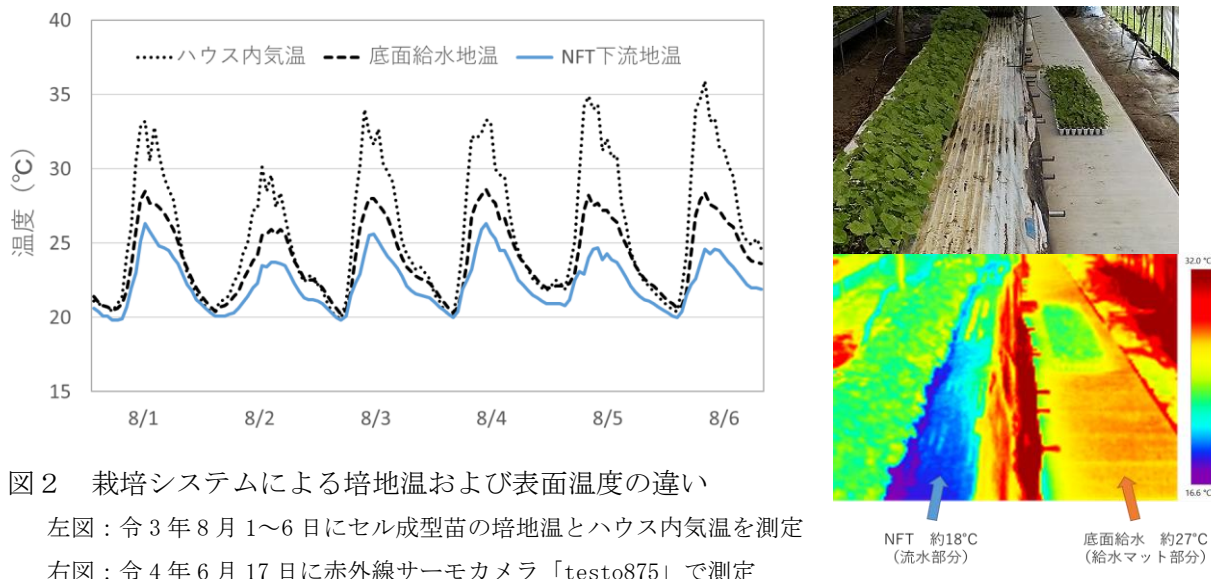 40
35
30
25
20
15
温度（℃）
ハウス内気温 底面給水地温 NFT下流地温
8/1 8/2 8/3 8/4 8/5 8/6
32.0 ℃
16.6 ℃
NFT 約18℃
（流水部分）
底面給水 約27℃
（給水マット部分）
図２ 栽培システムによる培地温および表面温度の違い
左図：令３年８月１～６日にセル成型苗の培地温とハウス内気温を測定
右図：令４年６月17日に赤外線サーモカメラ「testo875」で測定